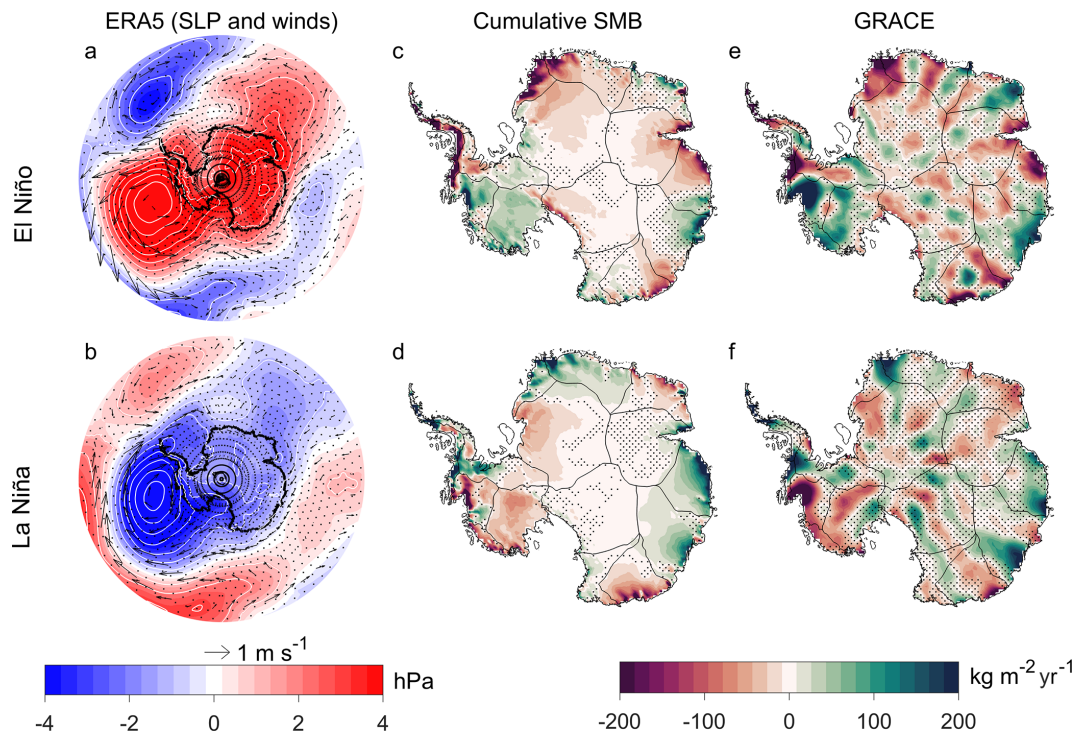 ERA5 (SLP and winds) Cumulative SMB GRACE
a c e
El Niño
b d f
La Niña
1 m s⁻¹
hPa
kg m⁻² yr⁻¹
-4 -2 0 2 4
-200 -100 0 100 200